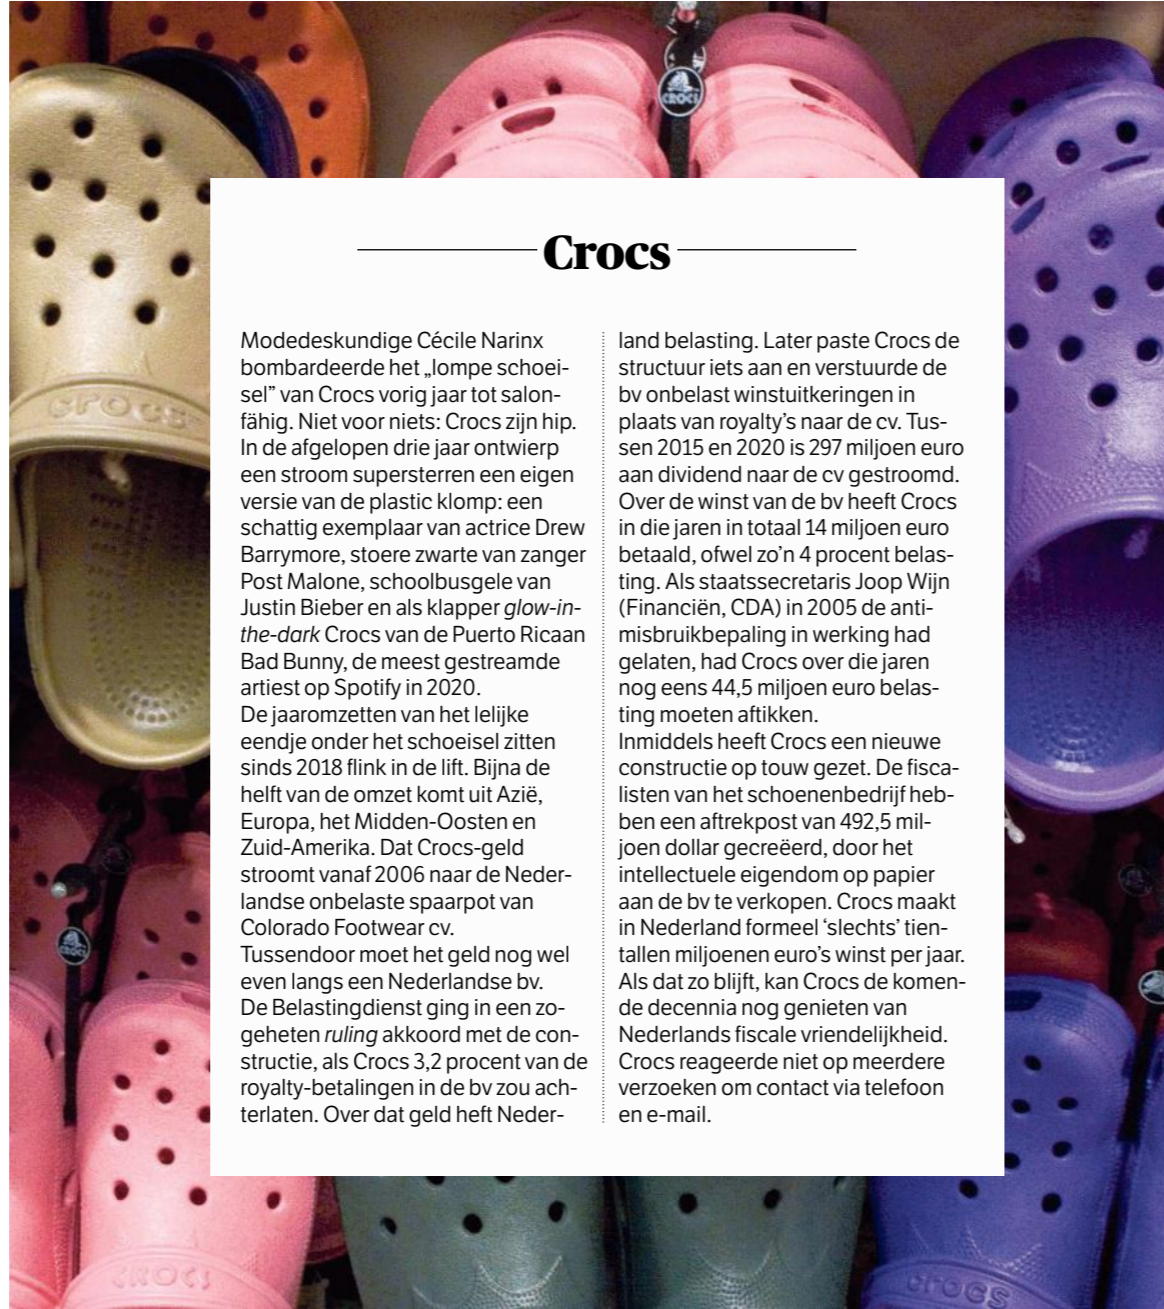 CROCS
crocs
Crocs
Modedeskundige Cécile Narinx
bombardeerde het „lompe schoei-
sel” van Crocs vorig jaar tot salon-
fähig. Niet voor niets: Crocs zijn hip.
In de afgelopen drie jaar ontwierp
een stroom supersterren een eigen
versie van de plastic klomp: een
schattig exemplaar van actrice Drew
Barrymore, stoere zwarte van zanger
Post Malone, schoolbusgele van
Justin Bieber en als klapper glow-in-
the-dark Crocs van de Puerto Ricaan
Bad Bunny, de meest gestreamde
artiest op Spotify in 2020.
De jaaromzetten van het lelijke
eendje onder het schoeisel zitten
sinds 2018 flink in de lift. Bijna de
helft van de omzet komt uit Azië,
Europa, het Midden-Oosten en
Zuid-Amerika. Dat Crocs-geld
stroomt vanaf 2006 naar de Neder-
landse onbelaste spaarpot van
Colorado Footwear cv.
Tussendoor moet het geld nog wel
even langs een Nederlandse bv.
De Belastingdienst ging in een zo-
geheten ruling akkoord met de con-
structie, als Crocs 3,2 procent van de
royalty-betalingen in de bv zou ach-
terlaten. Over dat geld heft Neder-
land belasting. Later paste Crocs de
structuur iets aan en verstuurde de
bv onbelast winstuitkeringen in
plaats van royalty’s naar de cv. Tus-
sen 2015 en 2020 is 297 miljoen euro
aan dividend naar de cv gestroomd.
Over de winst van de bv heeft Crocs
in die jaren in totaal 14 miljoen euro
betaald, ofwel zo’n 4 procent belas-
ting. Als staatssecretaris Joop Wijn
(Financiën, CDA) in 2005 de anti-
misbruikbepaling in werking had
gelaten, had Crocs over die jaren
nog eens 44,5 miljoen euro belas-
ting moeten aftikken.
Inmiddels heeft Crocs een nieuwe
constructie op touw gezet. De fisca-
listen van het schoenenbedrijf heb-
ben een aftrekpost van 492,5 mil-
joen dollar gecreëerd, door het
intellectuele eigendom op papier
aan de bv te verkopen. Crocs maakt
in Nederland formeel ‘slechts’ tien-
tallen miljoenen euro’s winst per jaar.
Als dat zo blijft, kan Crocs de komen-
de decennia nog genieten van
Nederlands fiscale vriendelijkheid.
Crocs reageerde niet op meerdere
verzoeken om contact via telefoon
en e-mail.
CROCS
CROCS
crocs